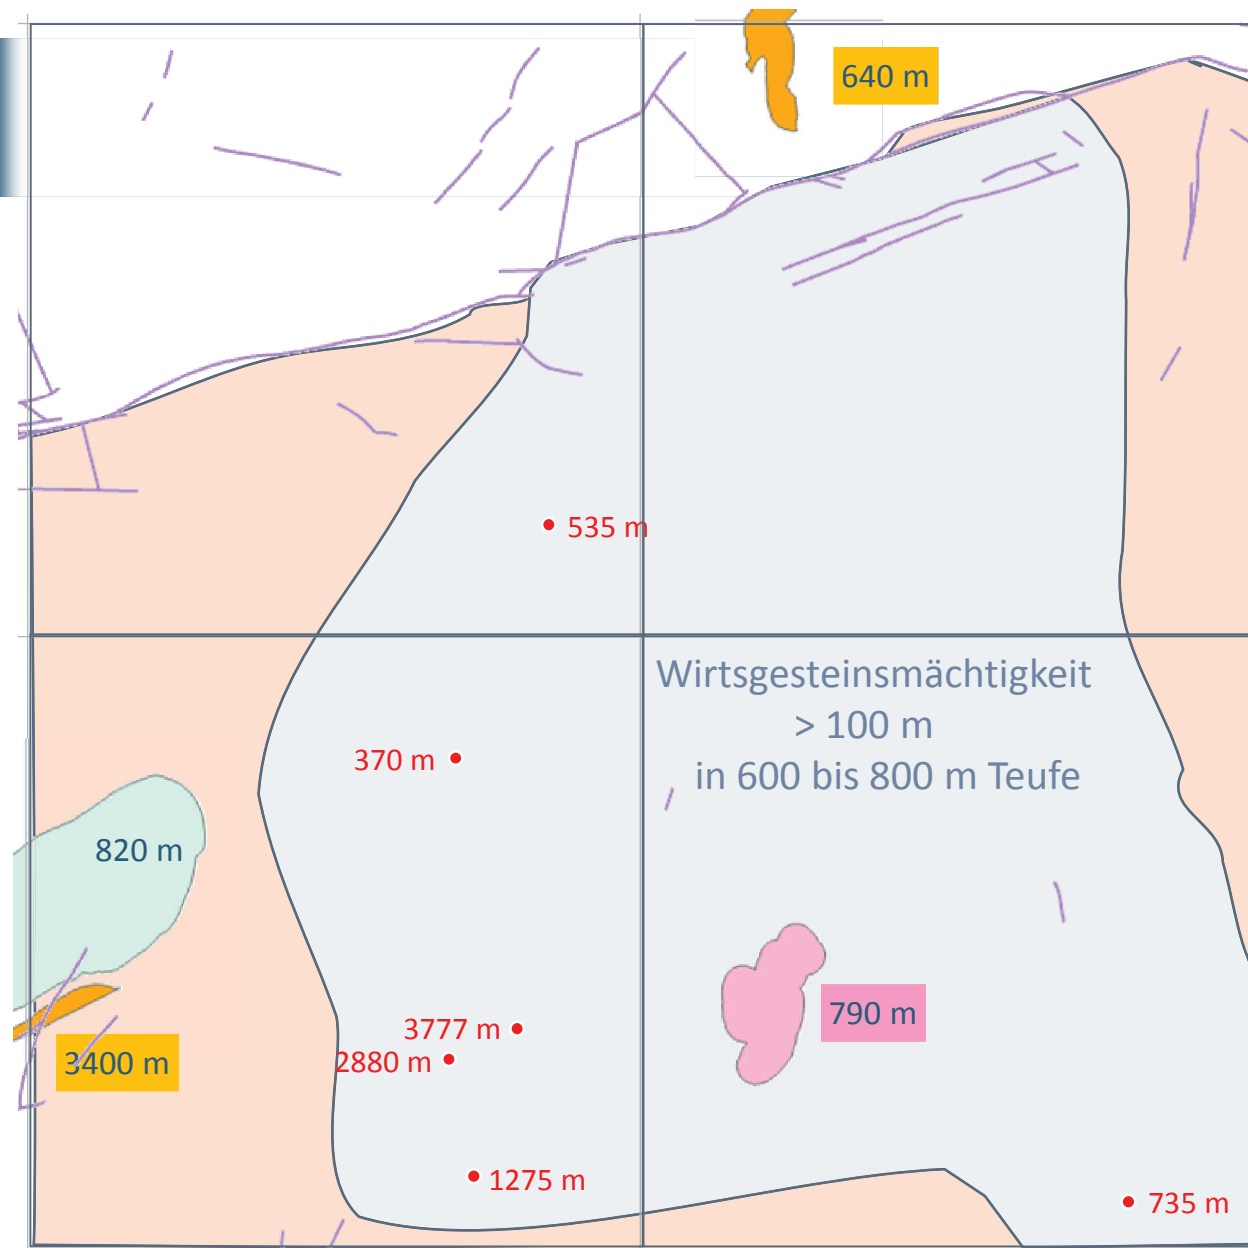 640 m
535 m
Wirtsgesteinsmächtigkeit
> 100 m
in 600 bis 800 m Teufe
370 m
820 m
790 m
3777 m
2880 m
3400 m
1275 m
735 m